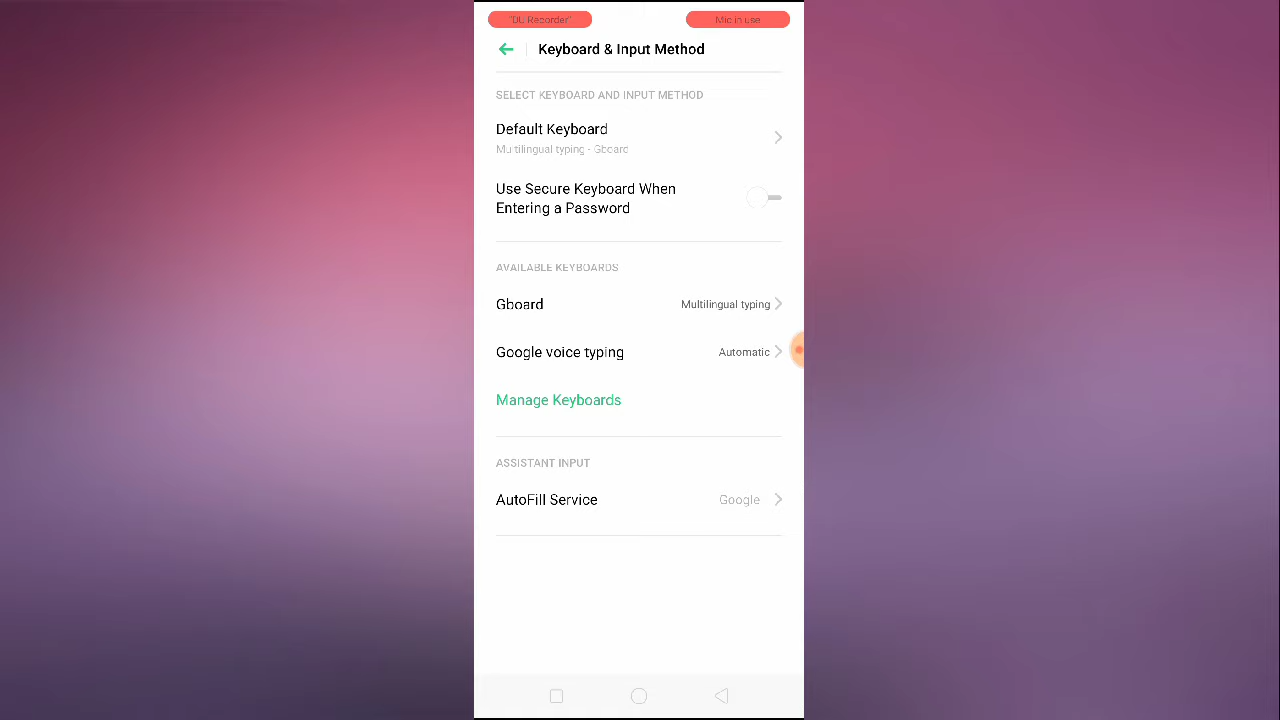 "DU Recorder" Mic in use
Keyboard & Input Method
SELECT KEYBOARD AND INPUT METHOD
Default Keyboard
Multilingual typing - Gboard
Use Secure Keyboard When
Entering a Password
AVAILABLE KEYBOARDS
Gboard Multilingual typing
Google voice typing Automatic
Manage Keyboards
ASSISTANT INPUT
AutoFill Service Google